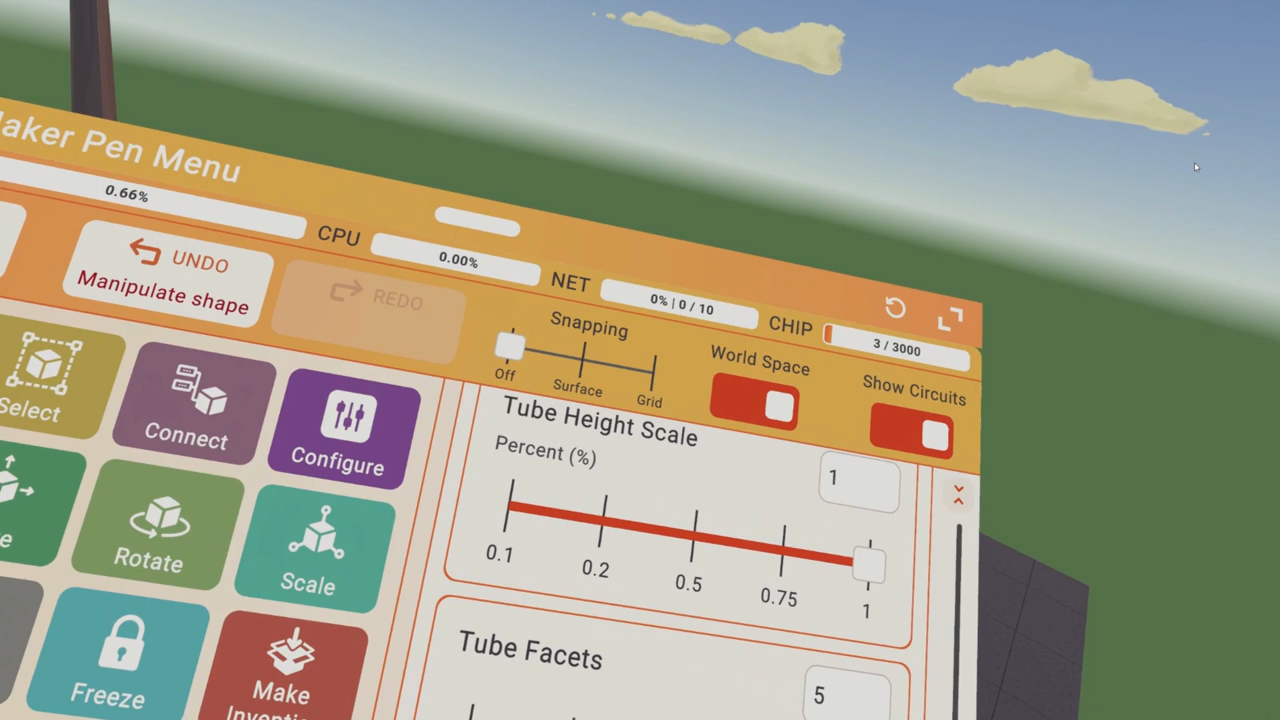 Maker Pen Menu
0.66%
CPU
0.00%
NET
0% | 0 / 10
CHIP
3 / 3000
UNDO
Manipulate shape
REDO
Snapping
Off
Surface
Grid
World Space
Show Circuits
Select
Connect
Configure
Rotate
Scale
Freeze
Make
Tube Height Scale
Percent (%)
1
0.1
0.2
0.5
0.75
1
Tube Facets
5